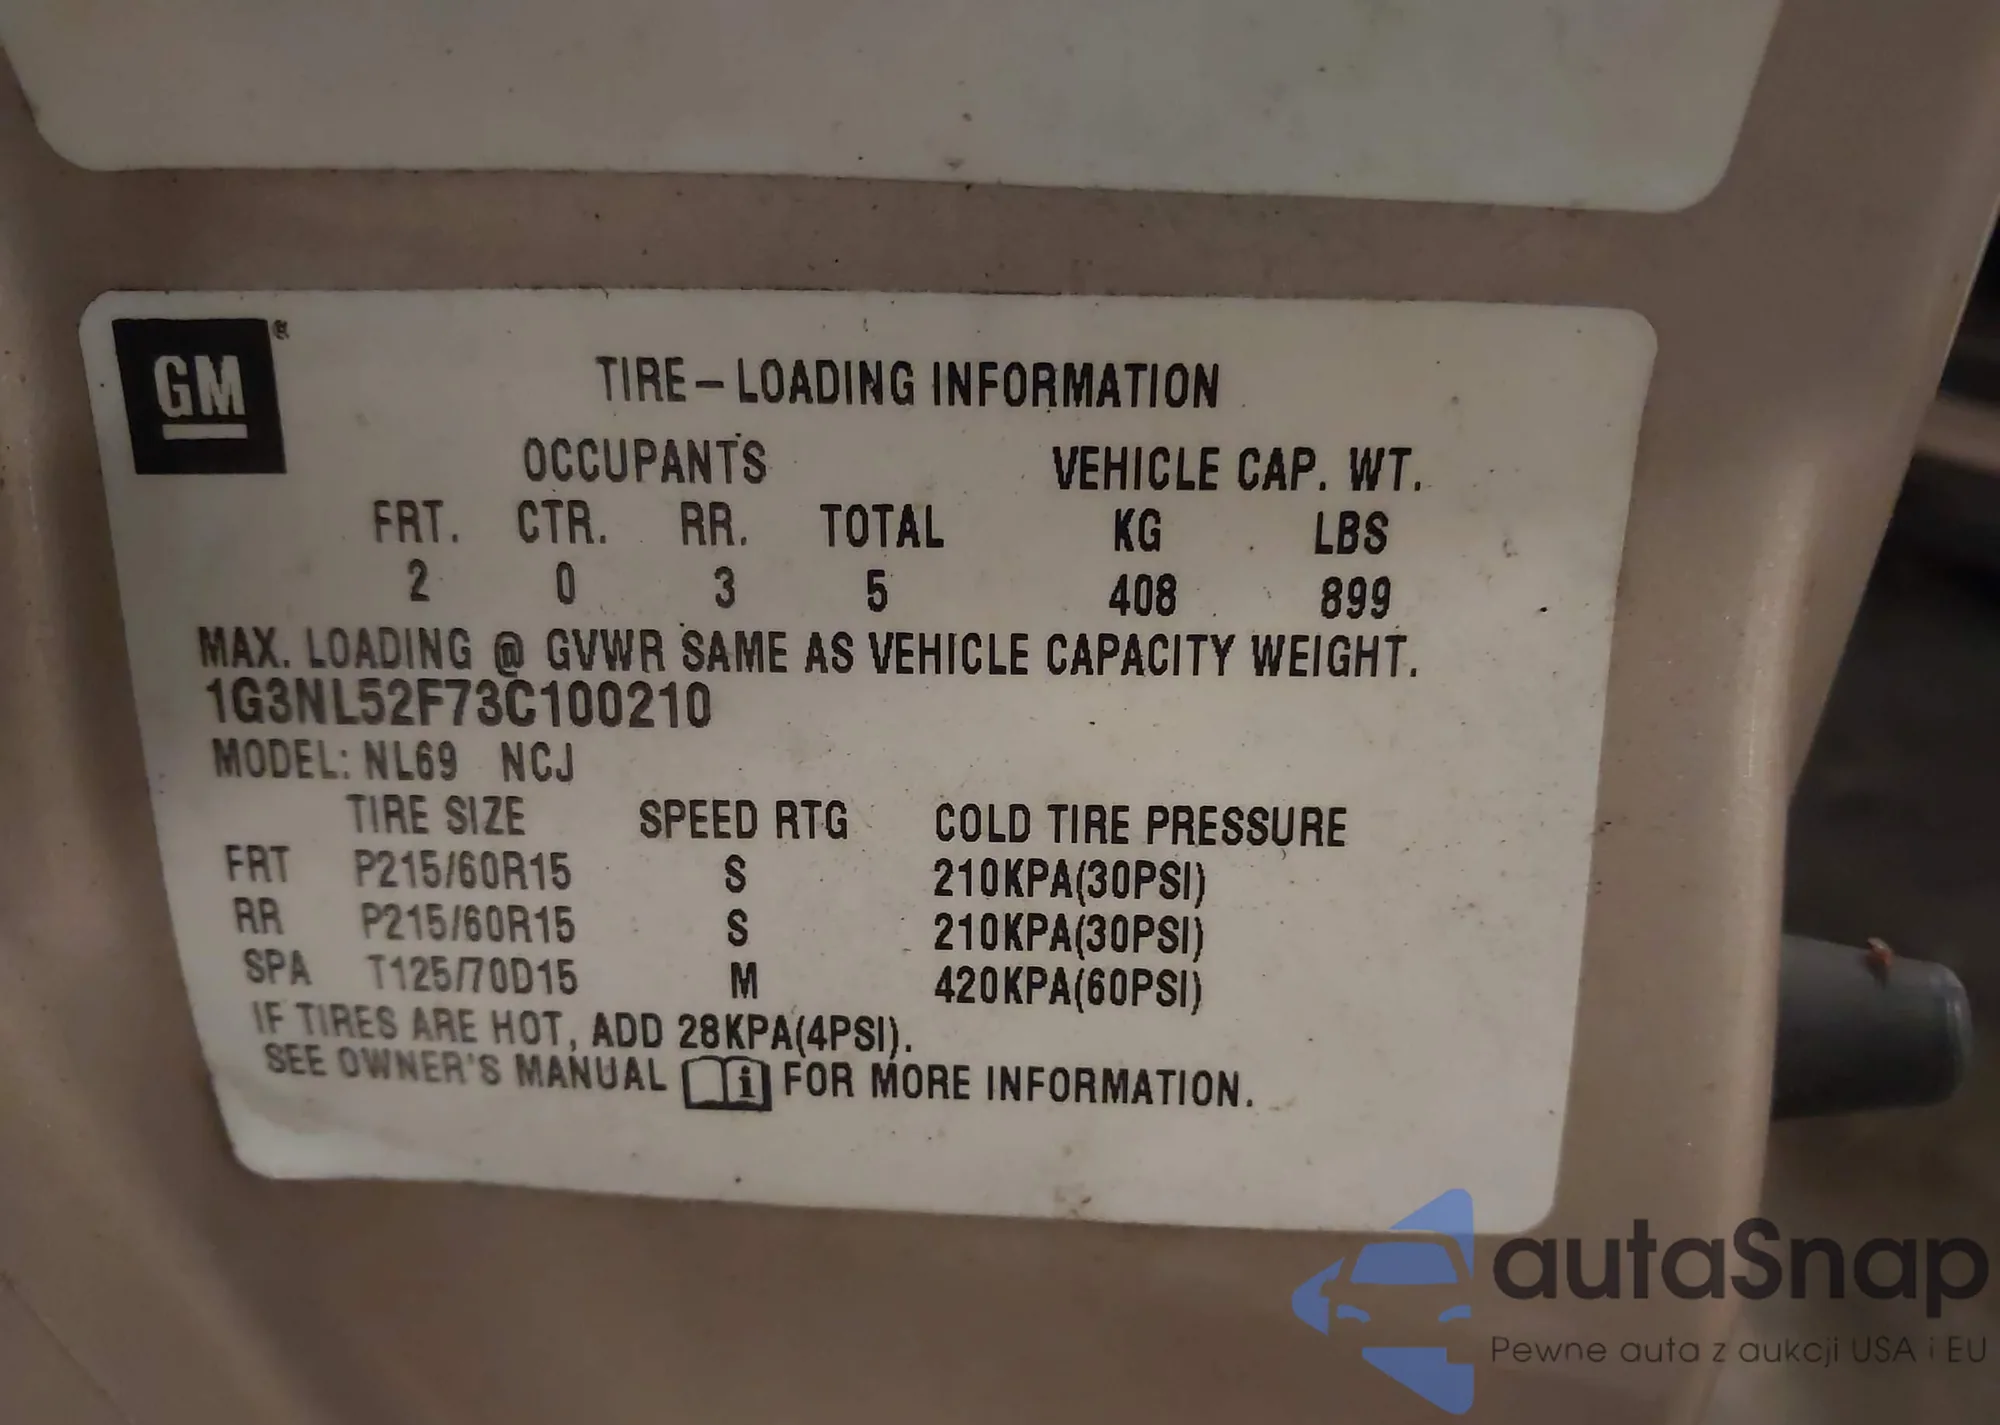 GM ®
TIRE – LOADING INFORMATION
OCCUPANTS VEHICLE CAP. WT.
FRT. CTR. RR. TOTAL KG LBS
2 0 3 5 408 899
MAX. LOADING @ GVWR SAME AS VEHICLE CAPACITY WEIGHT.
1G3NL52F73C100210
MODEL: NL69 NCJ
TIRE SIZE SPEED RTG COLD TIRE PRESSURE
FRT P215/60R15 S 210KPA(30PSI)
RR P215/60R15 S 210KPA(30PSI)
SPA T125/70D15 M 420KPA(60PSI)
IF TIRES ARE HOT, ADD 28KPA(4PSI).
SEE OWNER'S MANUAL i FOR MORE INFORMATION.
autaSnap
Pewne auta z aukcji USA i EU